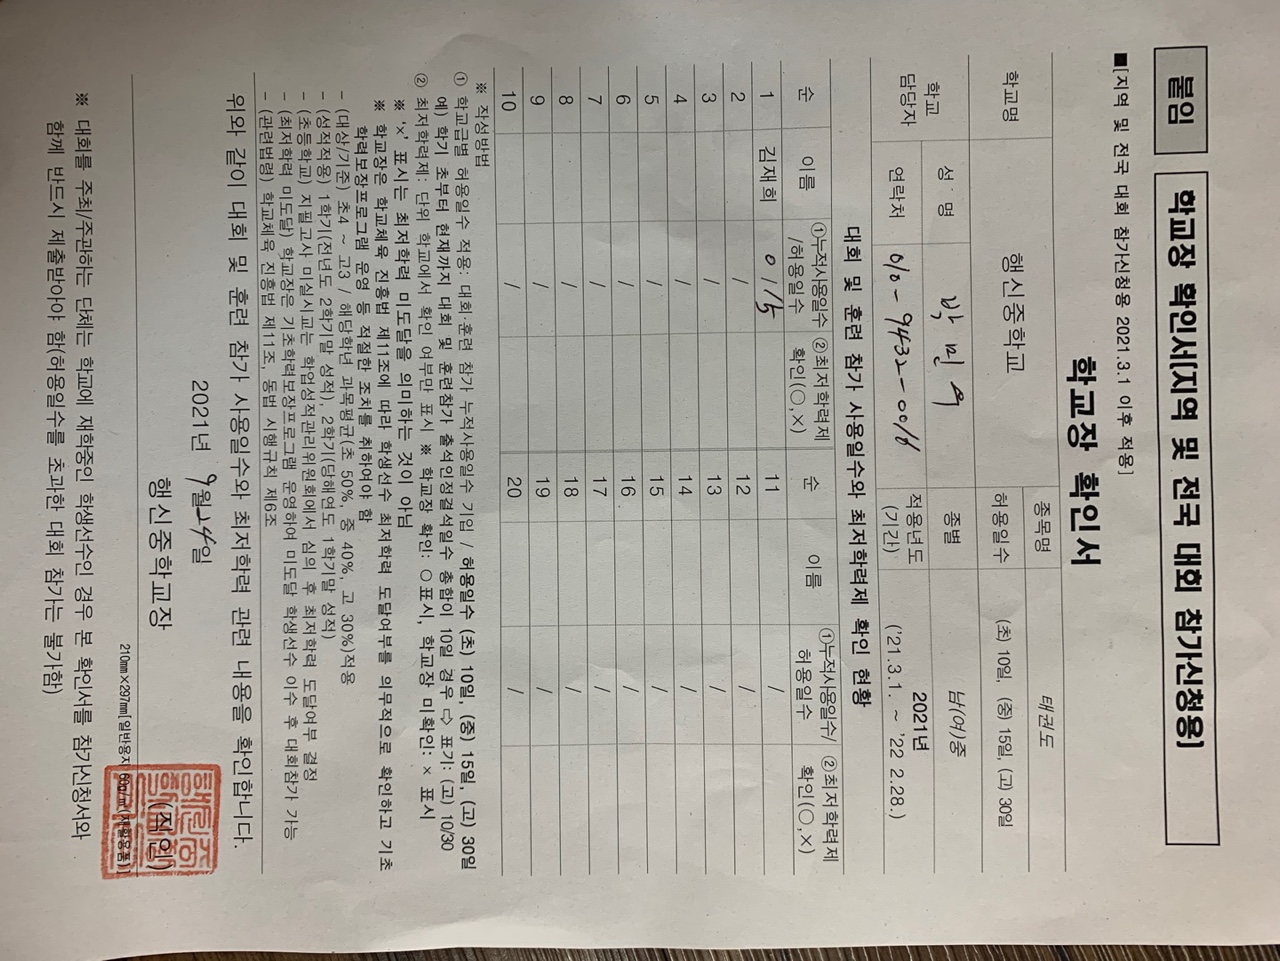 붙임 학교장 확인서[지역 및 전국 대회 참가신청용]
■[지역 및 전국 대회 참가신청용 2021.3.1 이후 적용]
학교장 확인서
학교명 행신중학교 종목명 태권도
허용일수 (초) 10일, (중) 15일, (고) 30일
학교 담당자 성 명 박민우 종별 남(여)중
연락처 010-9432-0016 적용년도 (기간) 2021년 ('21.3.1. ~ '22 2.28.)
대회 및 훈련 참가 사용일수와 최저학력제 확인 현황
순 이름 ①누적사용일수/허용일수 ②최저학력제 확인(○,×) 순 이름 ①누적사용일수/허용일수 ②최저학력제 확인(○,×)
1 김재희 0/15 11 /
2 / 12 /
3 / 13 /
4 / 14 /
5 / 15 /
6 / 16 /
7 / 17 /
8 / 18 /
9 / 19 /
10 / 20 /
※ 작성방법
① 학교급별 허용일수 적용: 대회·훈련 참가 누적사용일수 기입 / 허용일수 (초) 10일, (중) 15일, (고) 30일
예) 학기 초부터 현재까지 대회 및 훈련참가 출석인정결석일수 총합이 10일 경우 ⇨ 표기: (고) 10/30
② 최저학력제: 단위 학교에서 확인 여부만 표시 ※ 학교장 확인: ○표시, 학교장 미확인: × 표시
※ '×' 표시는 최저학력 미도달을 의미하는 것이 아님
※ 학교장은 학교체육 진흥법 제11조에 따라 학생선수 최저학력 도달여부를 의무적으로 확인하고 기초
학력보장프로그램 운영 등 적절한 조치를 취하여야 함
- (대상/기준) 초4 ~ 고3 / 해당학년 과목평균(초 50%, 중 40%, 고 30%)적용
- (성적적용) 1학기(전년도 2학기말 성적), 2학기(당해연도 1학기말 성적)
- (초등학교) 지필고사 미실시교는 학업성적관리위원회에서 심의 후 최저학력 도달여부 결정
- (최저학력 미도달) 학교장은 기초학력보장프로그램 운영하여 미도달 학생선수 이수 후 대회참가 가능
- (관련법령) 학교체육 진흥법 제11조, 동법 시행규칙 제6조
위와 같이 대회 및 훈련 참가 사용일수와 최저학력 관련 내용을 확인합니다.
2021년 9월 24일
행신중학교장 (직인)
210mm×297mm[일반용지 60g/㎡(재활용품)]
※ 대회를 주최/주관하는 단체는 학교에 재학중인 학생선수인 경우 본 확인서를 참가신청서와
함께 반드시 제출받아야 함(허용일수를 초과한 대회 참가는 불가함)